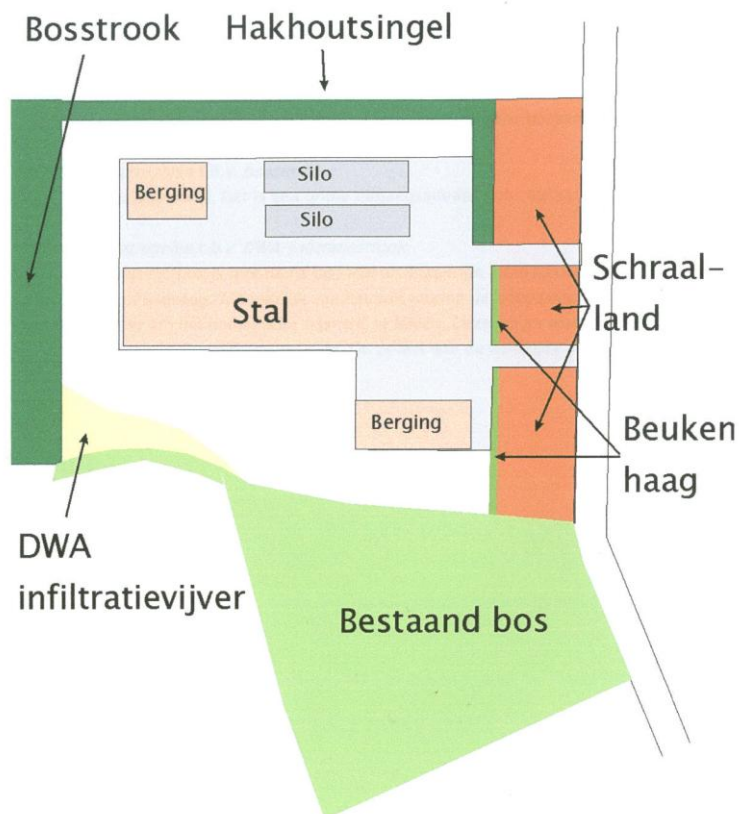 Bosstrook
Hakhoutsingel
Berging
Silo
Silo
Stal
Schraal-
land
Berging
Beuken
haag
DWA
infiltratievijver
Bestaand bos